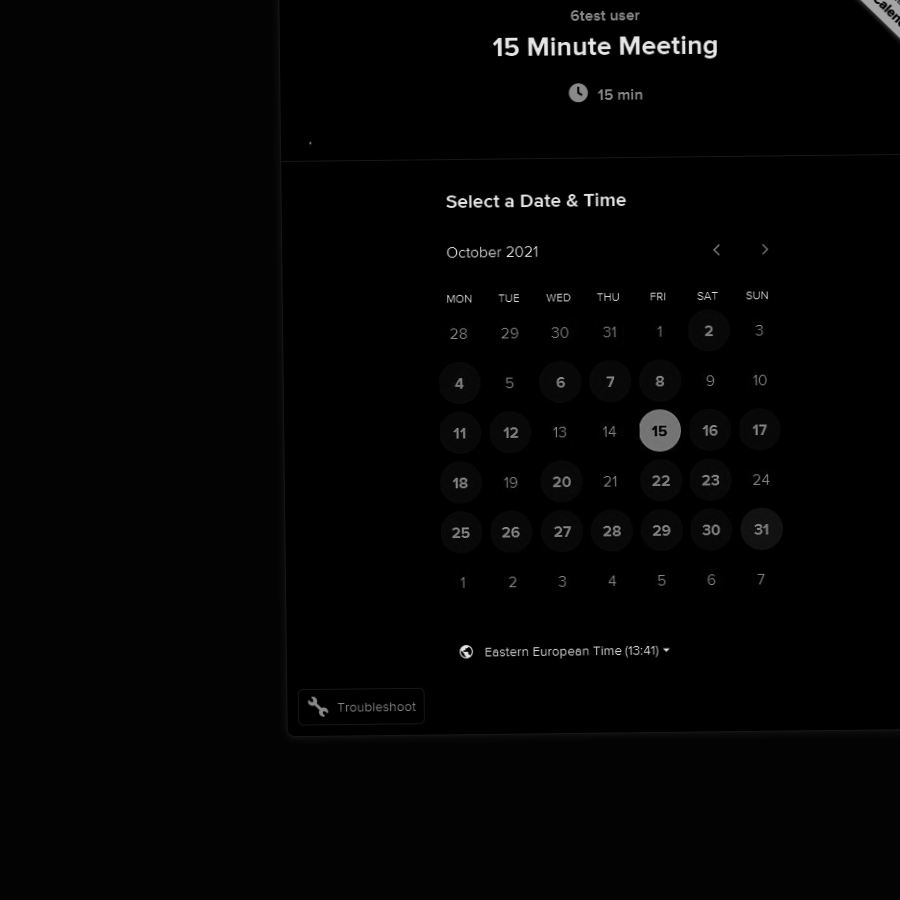 6test user
15 Minute Meeting
15 min
Select a Date & Time
October 2021
MON TUE WED THU FRI SAT SUN
28 29 30 31 1 2 3
4 5 6 7 8 9 10
11 12 13 14 15 16 17
18 19 20 21 22 23 24
25 26 27 28 29 30 31
1 2 3 4 5 6 7
Eastern European Time (13:41)
Troubleshoot